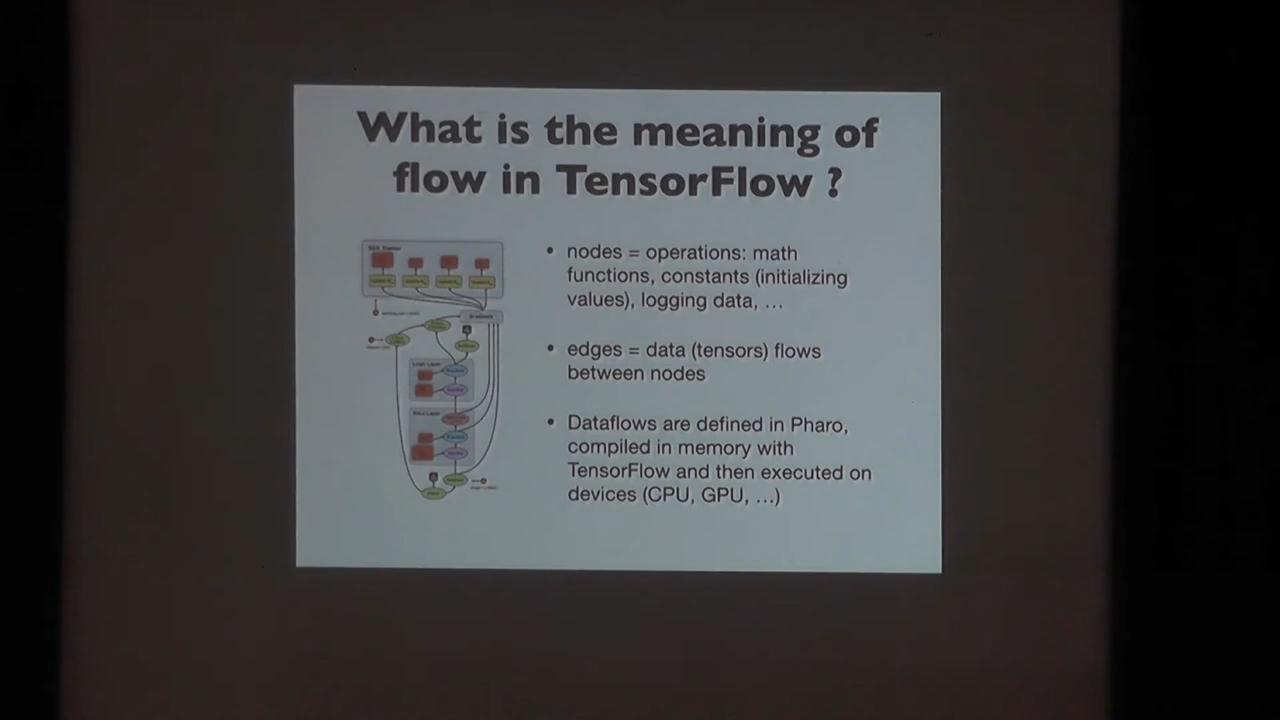 What is the meaning of
flow in TensorFlow ?
• nodes = operations: math
functions, constants (initializing
values), logging data, …
• edges = data (tensors) flows
between nodes
• Dataflows are defined in Pharo,
compiled in memory with
TensorFlow and then executed on
devices (CPU, GPU, …)